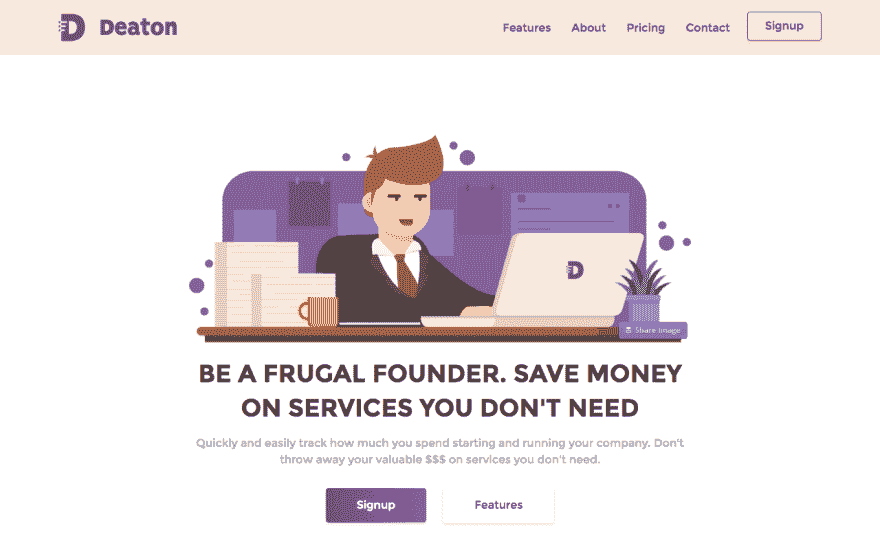 Deaton
Features
About
Pricing
Contact
Signup
D
Share Image
BE A FRUGAL FOUNDER. SAVE MONEY
ON SERVICES YOU DON'T NEED
Quickly and easily track how much you spend starting and running your company. Don't
throw away your valuable $$$ on services you don't need.
Signup
Features